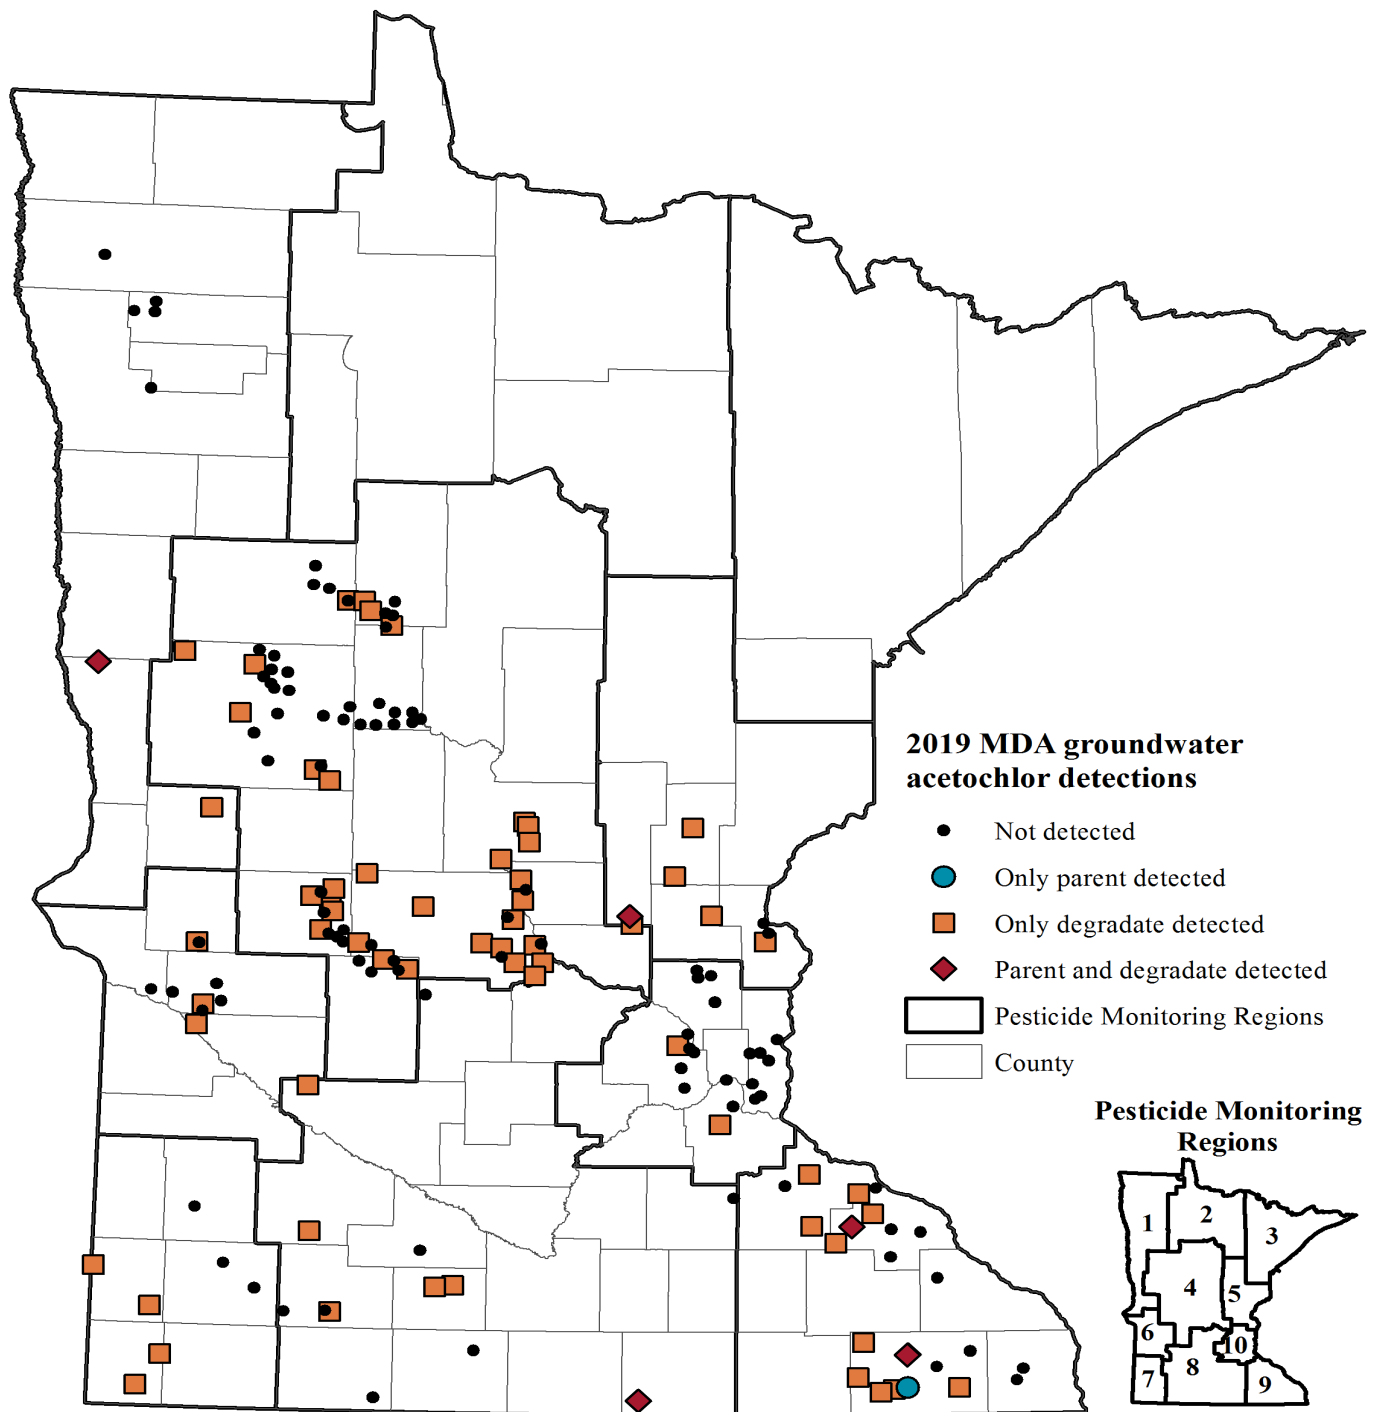 2019 MDA groundwater
acetochlor detections
Not detected
Only parent detected
Only degradate detected
Parent and degradate detected
Pesticide Monitoring Regions
County
Pesticide Monitoring
Regions
1
2
3
4
5
6
10
7
8
9